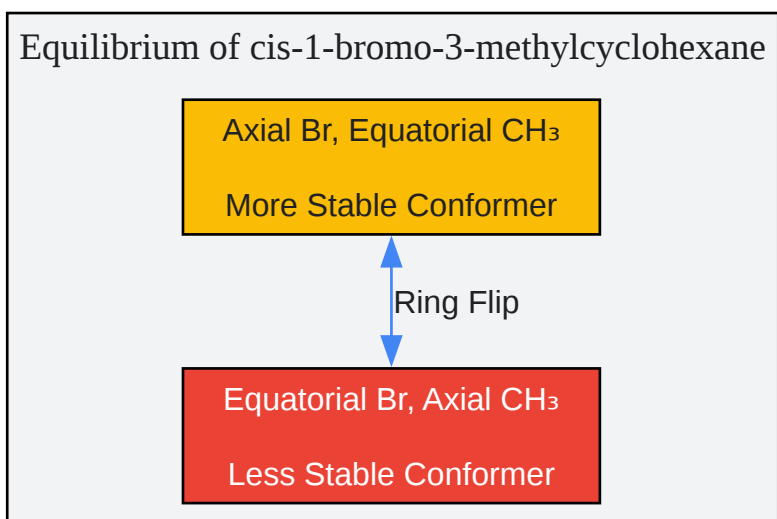 Equilibrium of cis-1-bromo-3-methylcyclohexane
Axial Br, Equatorial CH₃
More Stable Conformer
Ring Flip
Equatorial Br, Axial CH₃
Less Stable Conformer